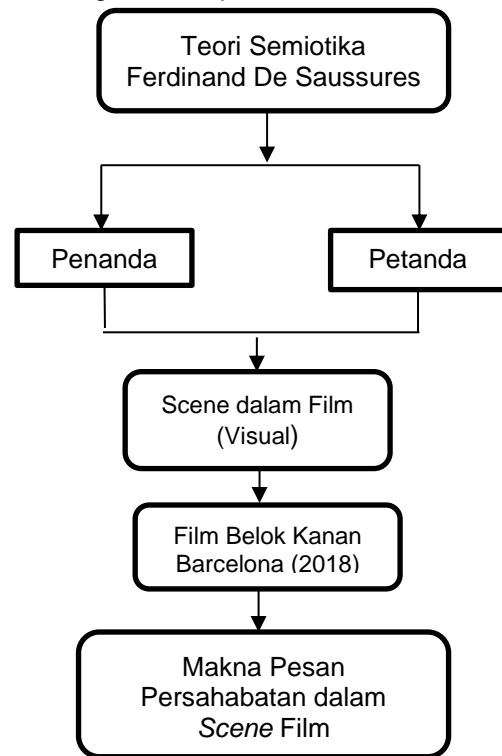 Teori Semiotika
Ferdinand De Saussures
Penanda
Petanda
Scene dalam Film
(Visual)
Film Belok Kanan
Barcelona (2018)
Makna Pesan
Persahabatan dalam
Scene Film